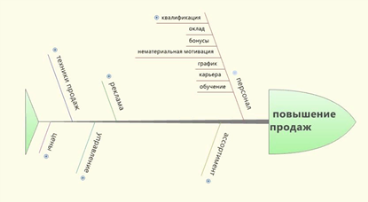 квалификация
оклад
бонусы
нематериальная мотивация
график
карьера
обучение
персонал
техники продаж
реклама
повышение
продаж
цены
управление
ассортимент